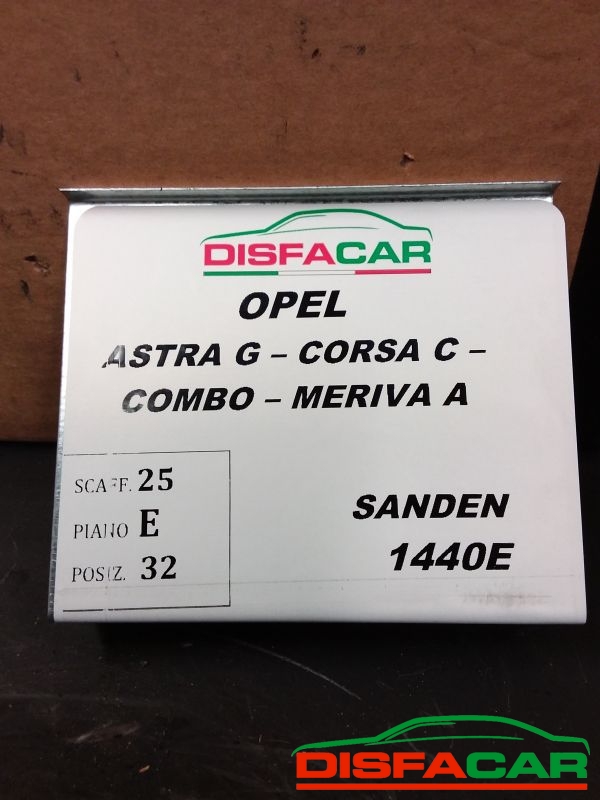 DISFACAR
OPEL
ASTRA G – CORSA C –
COMBO – MERIVA A
SCAFF. 25
PIANO E
POSIZ. 32
SANDEN
1440E
DISFACAR